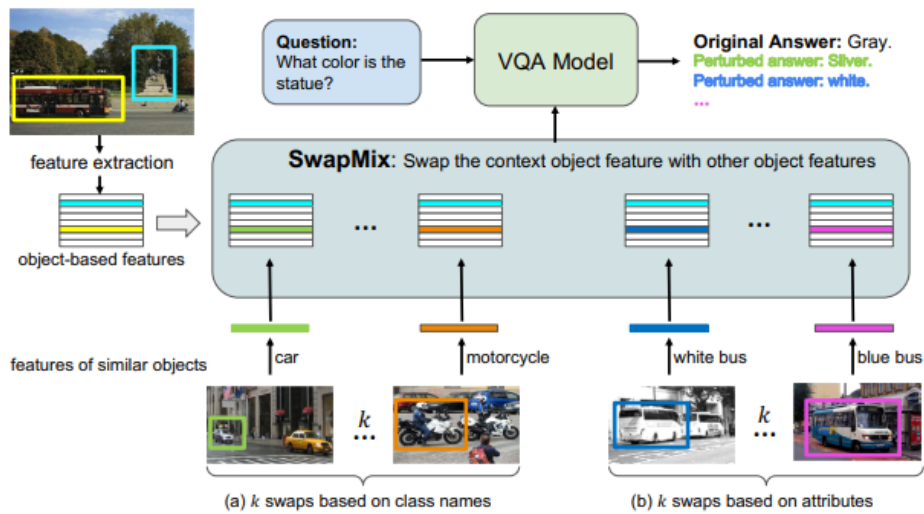 Question:
What color is the
statue?
VQA Model
Original Answer: Gray.
Perturbed answer: Silver.
Perturbed answer: white.
...
feature extraction
SwapMix: Swap the context object feature with other object features
...
...
object-based features
features of similar objects
car
motorcycle
white bus
blue bus
k
...
k
...
(a) k swaps based on class names
(b) k swaps based on attributes